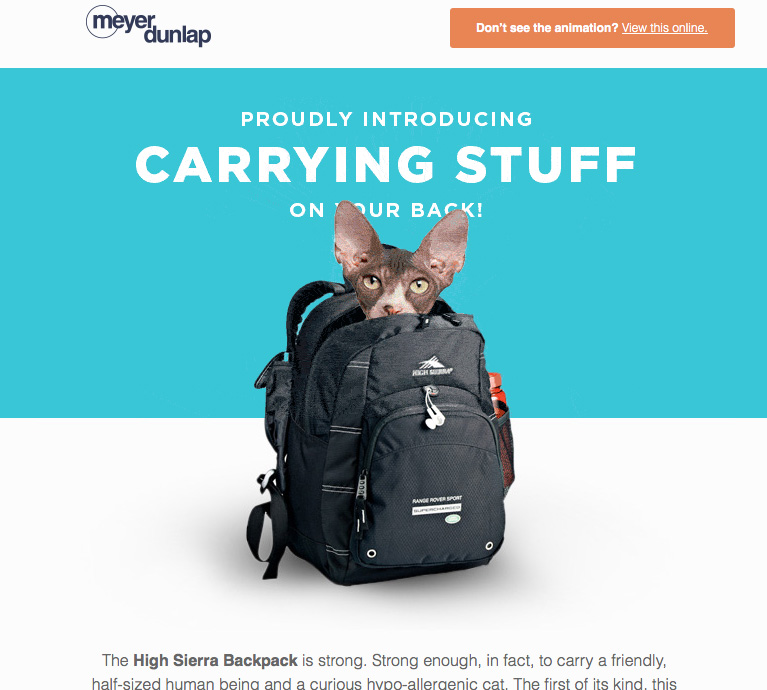 meyer
dunlap
Don't see the animation? View this online.
PROUDLY INTRODUCING
CARRYING STUFF
ON YOUR BACK!
HIGH SIERRA
RANGE ROVER SPORT
SUPERCHARGED
The High Sierra Backpack is strong. Strong enough, in fact, to carry a friendly,
half-sized human being and a curious hypo-allergenic cat. The first of its kind, this